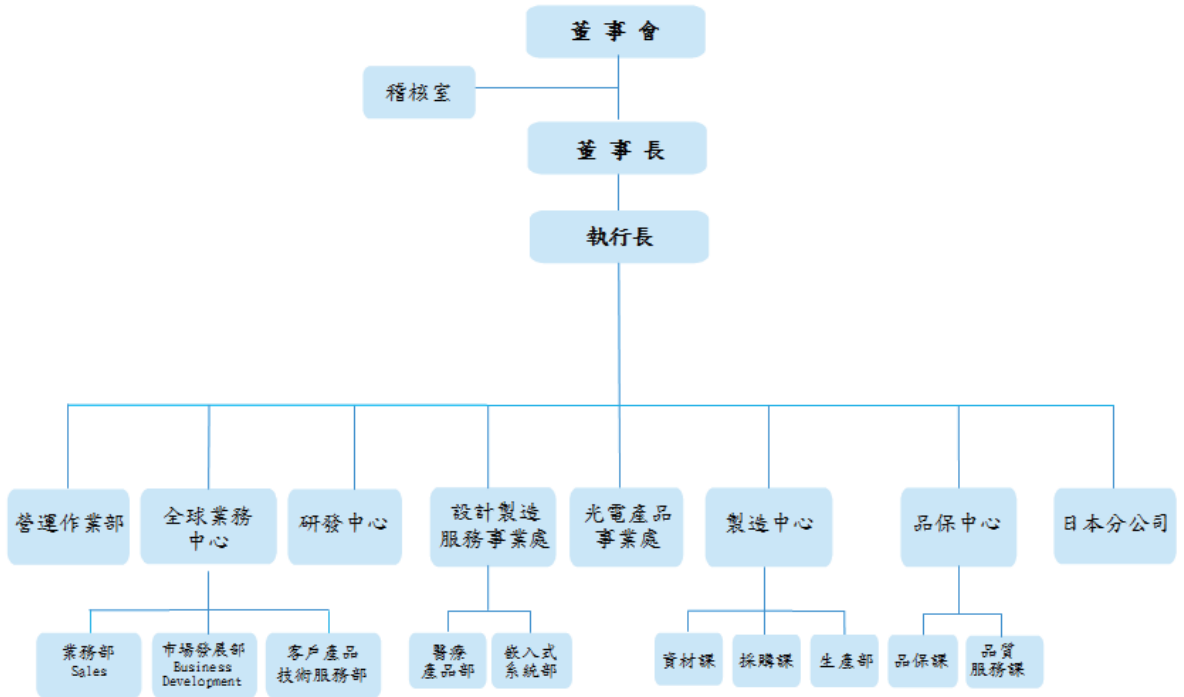 董 事 會
稽核室
董 事 長
執行長
營運作業部
全球業務
中心
研發中心
設計製造
服務事業處
光電產品
事業處
製造中心
品保中心
日本分公司
業務部
Sales
市場發展部
Business
Development
客戶產品
技術服務部
醫療
產品部
嵌入式
系統部
資材課
採購課
生產部
品保課
品質
服務課